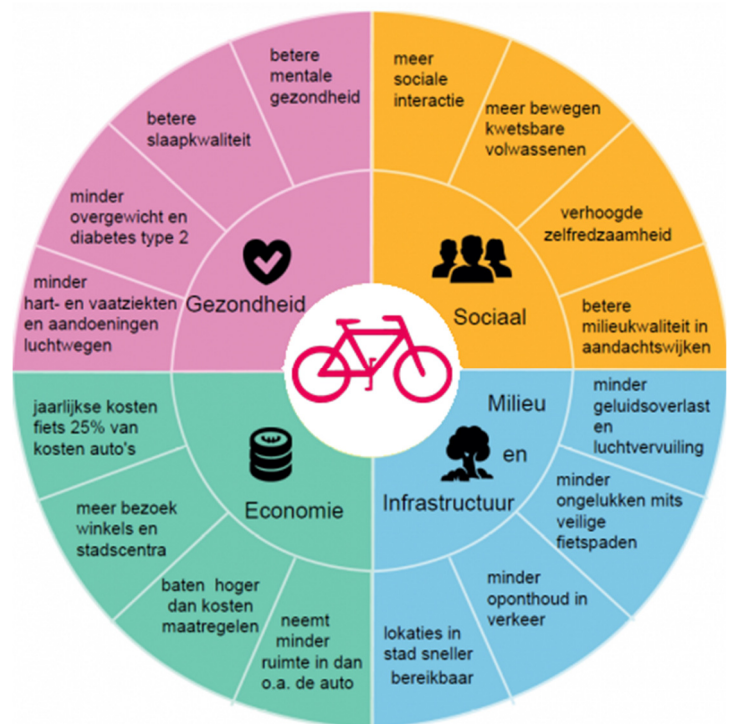 betere
mentale
gezondheid
betere
slaapkwaliteit
minder
overgewicht en
diabetes type 2
minder
hart- en vaatziekten
en aandoeningen
luchtwegen
Gezondheid
meer
sociale
interactie
meer bewegen
kwetsbare
volwassenen
verhoogde
zelfredzaamheid
betere
milieukwaliteit in
aandachtswijken
Sociaal
jaarlijkse kosten
fiets 25% van
kosten auto's
meer bezoek
winkels en
stadscentra
baten hoger
dan kosten
maatregelen
neemt
minder
ruimte in dan
o.a. de auto
Economie
Milieu
en
Infrastructuur
minder
geluidsoverlast
en
luchtvervuiling
minder
ongelukken mits
veilige
fietspaden
minder
oponthoud in
verkeer
lokaties in
stad sneller
bereikbaar